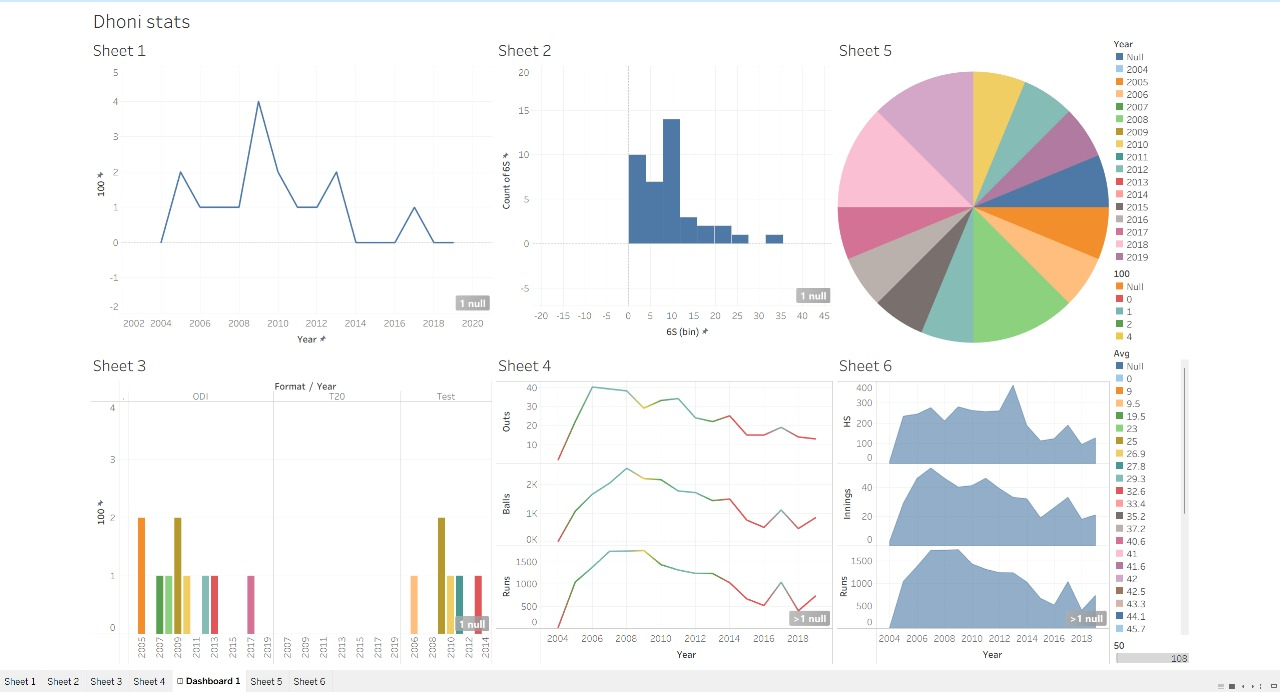 Dhoni stats
Sheet 1
5
4
3
2
1
0
-1
-2
100
2002 2004 2006 2008 2010 2012 2014 2016 2018 2020
Year
1 null
Sheet 2
20
15
10
5
0
-5
Count of 6S
-20 -15 -10 -5 0 5 10 15 20 25 30 35 40 45
6S (bin)
1 null
Sheet 5
Year
Null
2004
2005
2006
2007
2008
2009
2010
2011
2012
2013
2014
2015
2016
2017
2018
2019
100
Null
0
1
2
4
Sheet 3
Format / Year
ODI T20 Test
4
3
2
1
0
100
2005 2007 2009 2011 2013 2015 2017 2019 2007 2009 2011 2013 2015 2017 2019 2006 2008 2010 2012 2014
1 null
Sheet 4
Outs
40
30
20
10
Balls
2K
1K
0K
Runs
1500
1000
500
0
2004 2006 2008 2010 2012 2014 2016 2018
Year
>1 null
Sheet 6
HS
400
300
200
100
0
Innings
40
20
0
Runs
1500
1000
500
0
2004 2006 2008 2010 2012 2014 2016 2018
Year
>1 null
Avg
Null
0
9
9.5
19.5
23
25
26.9
27.8
29.3
32.6
33.4
35.2
37.2
40.6
41
41.6
42
42.5
43.3
44.1
45.7
50
108
Sheet 1 Sheet 2 Sheet 3 Sheet 4 Dashboard 1 Sheet 5 Sheet 6